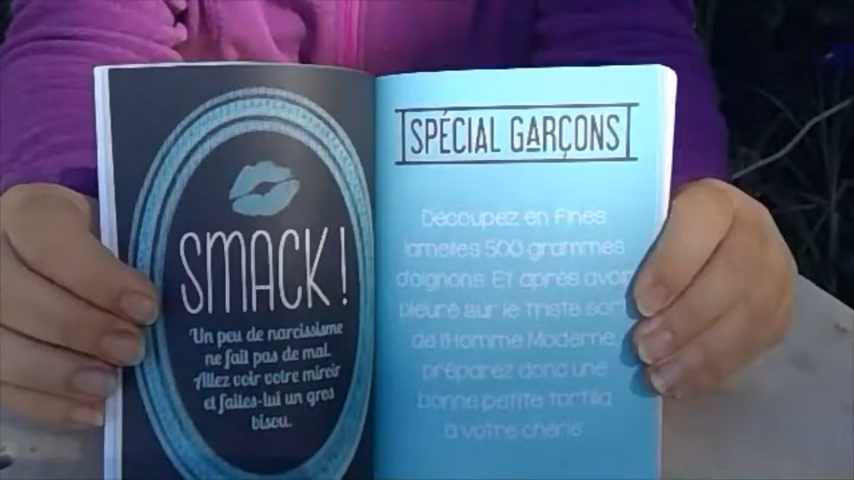 SMACK!
Un peu de narcissisme
ne fait pas de mal.
Allez voir votre miroir
et faites-lui un gros
bisou.
SPÉCIAL GARÇONS
Découpez en fines
lamelles 500 grammes
d'oignons. Et après avoir
pleuré sur le triste sort
de l'Homme Moderne,
préparez donc une
bonne petite tortilla
à votre chérie